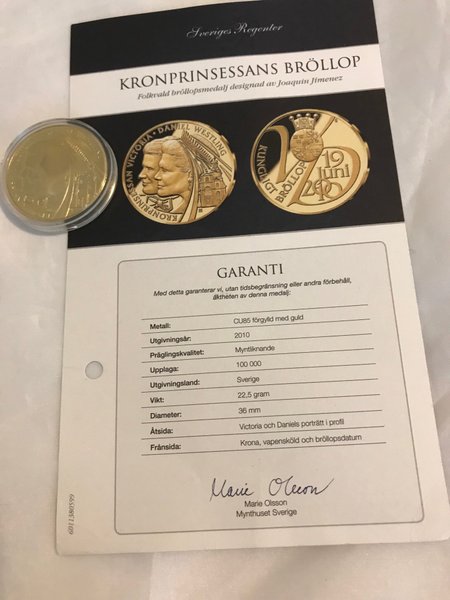 Sveriges Regenter
KRONPRINSESSANS BRÖLLOP
Folkvald bröllopsmedalj designad av Joaquin Jimenez
KRONPRINSESSAN VICTORIA · DANIEL WESTLING
KUNGLIGT
BRÖLLOP
19
Juni
2010
GARANTI
Med detta garanterar vi, utan tidsbegränsning eller andra förbehåll,
äktheten av denna medalj:
Metall: CU85 förgylld med guld
Utgivningsår: 2010
Präglingskvalitet: Myntliknande
Upplaga: 100 000
Utgivningsland: Sverige
Vikt: 22,5 gram
Diameter: 36 mm
Åtsida: Victoria och Daniels porträtt i profil
Frånsida: Krona, vapensköld och bröllopsdatum
Marie Olsson
Marie Olsson
Mynthuset Sverige